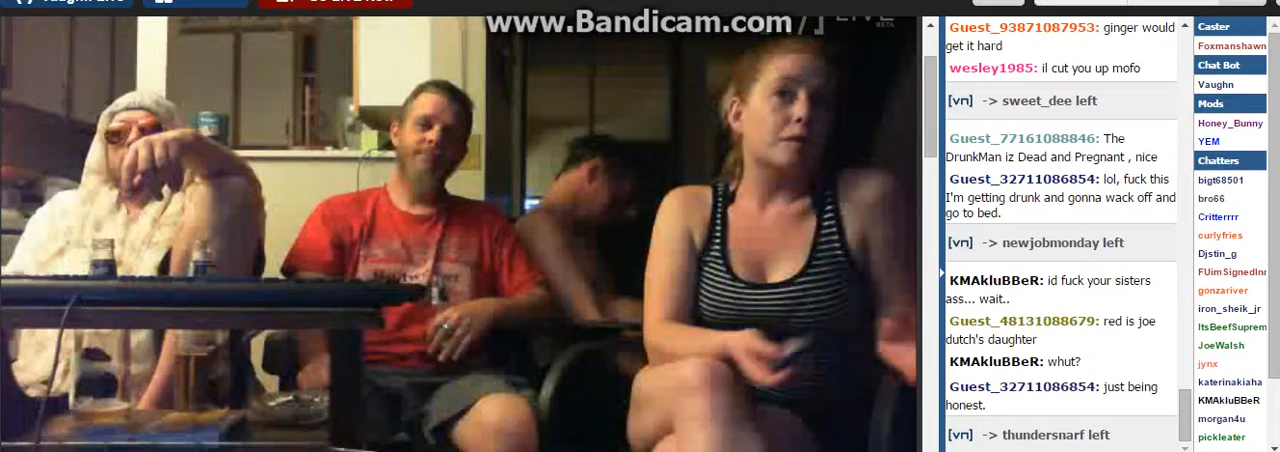 www.Bandicam.com
LIVE
BETA
Guest_93871087953: ginger would
get it hard
wesley1985: il cut you up mofo
[vn] -> sweet_dee left
Guest_77161088846: The
DrunkMan iz Dead and Pregnant , nice
Guest_32711086854: lol, fuck this
I'm getting drunk and gonna wack off and
go to bed.
[vn] -> newjobmonday left
KMAkluBBeR: id fuck your sisters
ass... wait..
Guest_48131088679: red is joe
dutch's daughter
KMAkluBBeR: whut?
Guest_32711086854: just being
honest.
[vn] -> thundersnarf left
Caster
Foxmanshawn
Chat Bot
Vaughn
Mods
Honey_Bunny
YEM
Chatters
bigt68501
bro66
Critterrrr
curlyfries
Djstin_g
FUimSignedInn
gonzariver
iron_sheik_jr
ItsBeefSuprem
JoeWalsh
jynx
katerinakiaha
KMAkluBBeR
morgan4u
pickleater